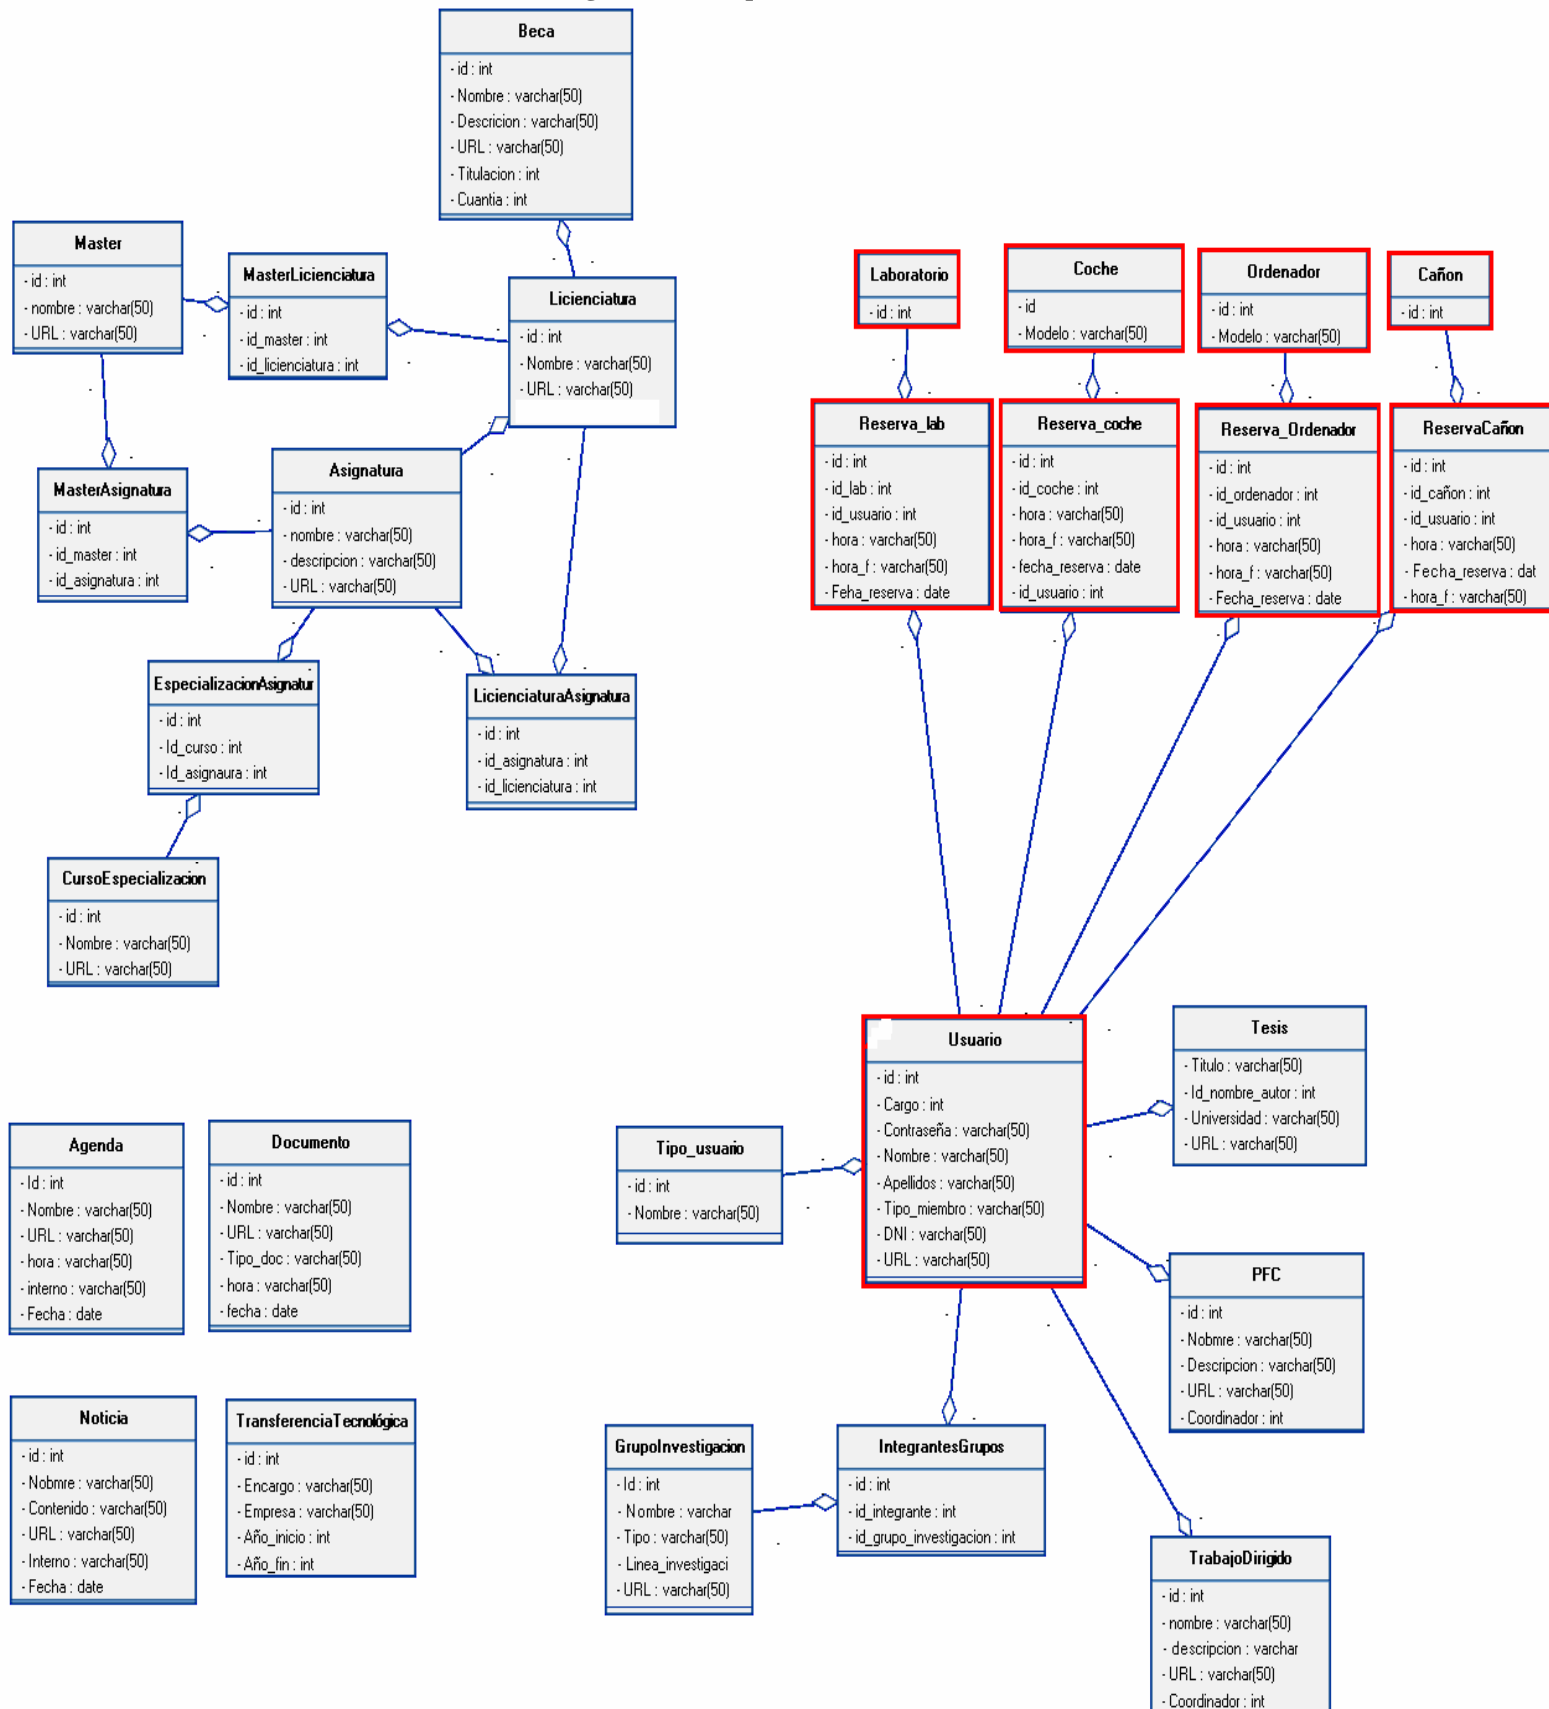 Beca
- id : int
- Nombre : varchar(50)
- Descricion : varchar(50)
- URL : varchar(50)
- Titulacion : int
- Cuantia : int
Master
- id : int
- nombre : varchar(50)
- URL : varchar(50)
MasterLicienciatura
- id : int
- id_master : int
- id_licienciatura : int
Licienciatura
- id : int
- Nombre : varchar(50)
- URL : varchar(50)
Laboratorio
- id : int
Coche
- id
- Modelo : varchar(50)
Ordenador
- id : int
- Modelo : varchar(50)
Cañon
- id : int
MasterAsignatura
- id : int
- id_master : int
- id_asignatura : int
Asignatura
- id : int
- nombre : varchar(50)
- descripcion : varchar(50)
- URL : varchar(50)
Reserva_lab
- id : int
- id_lab : int
- id_usuario : int
- hora : varchar(50)
- hora_f : varchar(50)
- Feha_reserva : date
Reserva_coche
- id : int
- id_coche : int
- hora : varchar(50)
- hora_f : varchar(50)
- fecha_reserva : date
- id_usuario : int
Reserva_Ordenador
- id : int
- id_ordenador : int
- id_usuario : int
- hora : varchar(50)
- hora_f : varchar(50)
- Fecha_reserva : date
ReservaCañon
- id : int
- id_cañon : int
- id_usuario : int
- hora : varchar(50)
- Fecha_reserva : dat
- hora_f : varchar(50)
EspecializacionAsignatur
- id : int
- Id_curso : int
- Id_asignaura : int
LicienciaturaAsignatura
- id : int
- id_asignatura : int
- id_licienciatura : int
CursoEspecializacion
- id : int
- Nombre : varchar(50)
- URL : varchar(50)
Usuario
- id : int
- Cargo : int
- Contraseña : varchar(50)
- Nombre : varchar(50)
- Apellidos : varchar(50)
- Tipo_miembro : varchar(50)
- DNI : varchar(50)
- URL : varchar(50)
Tesis
- Titulo : varchar(50)
- Id_nombre_autor : int
- Universidad : varchar(50)
- URL : varchar(50)
Agenda
- Id : int
- Nombre : varchar(50)
- URL : varchar(50)
- hora : varchar(50)
- interno : varchar(50)
- Fecha : date
Documento
- id : int
- Nombre : varchar(50)
- URL : varchar(50)
- Tipo_doc : varchar(50)
- hora : varchar(50)
- fecha : date
Tipo_usuario
- id : int
- Nombre : varchar(50)
PFC
- id : int
- Nobmre : varchar(50)
- Descripcion : varchar(50)
- URL : varchar(50)
- Coordinador : int
Noticia
- id : int
- Nobmre : varchar(50)
- Contenido : varchar(50)
- URL : varchar(50)
- Interno : varchar(50)
- Fecha : date
TransferenciaTecnológica
- id : int
- Encargo : varchar(50)
- Empresa : varchar(50)
- Año_inicio : int
- Año_fin : int
GrupoInvestigacion
- Id : int
- Nombre : varchar
- Tipo : varchar(50)
- Linea_investigaci
- URL : varchar(50)
IntegrantesGrupos
- id : int
- id_integrante : int
- id_grupo_investigacion : int
TrabajoDirigido
- id : int
- nombre : varchar(50)
- descripcion : varchar
- URL : varchar(50)
- Coordinador : int